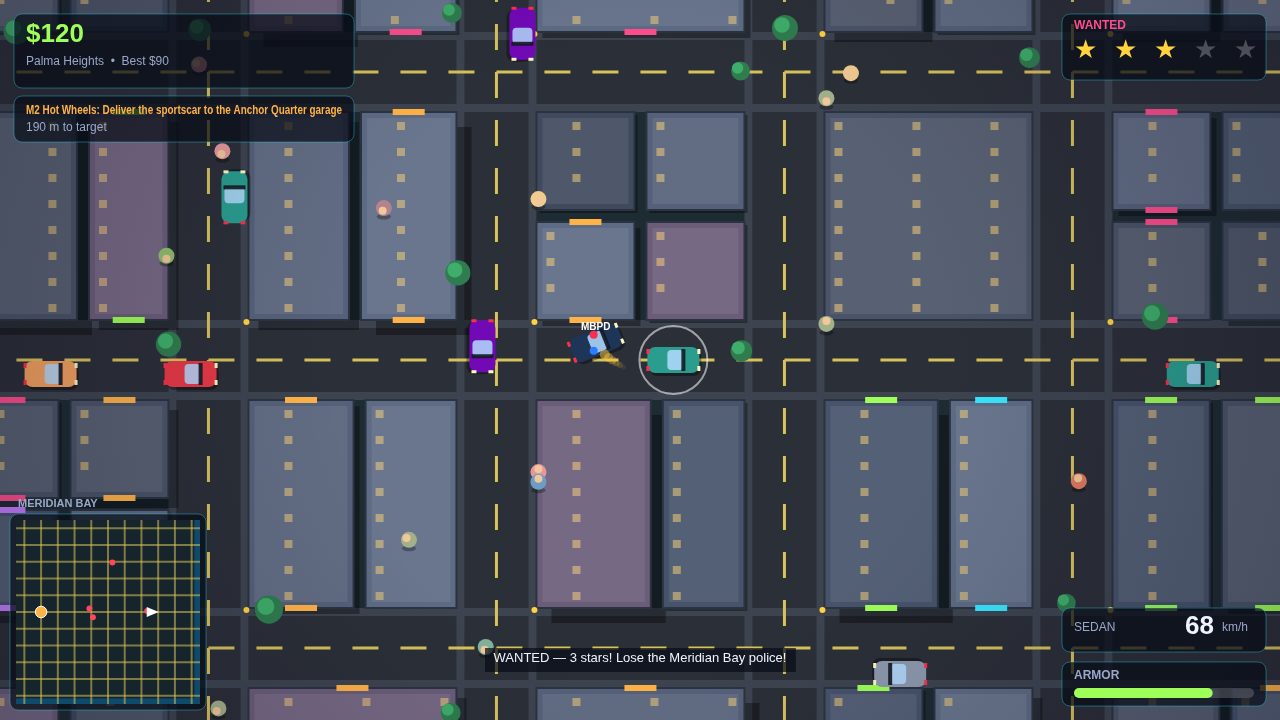 $120
Palma Heights • Best $90
M2 Hot Wheels: Deliver the sportscar to the Anchor Quarter garage
190 m to target
WANTED
MBPD
MERIDIAN BAY
WANTED — 3 stars! Lose the Meridian Bay police!
SEDAN 68 km/h
ARMOR